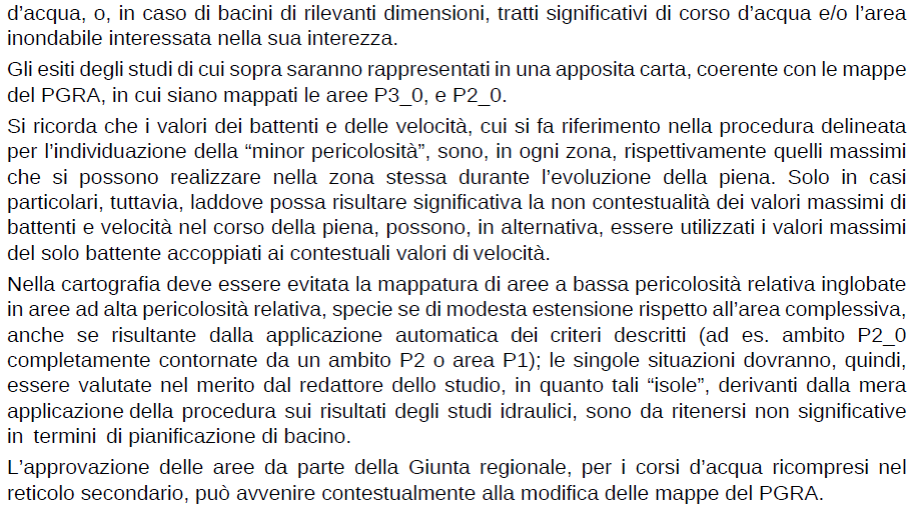 d’acqua, o, in caso di bacini di rilevanti dimensioni, tratti significativi di corso d’acqua e/o l’area
inondabile interessata nella sua interezza.
Gli esiti degli studi di cui sopra saranno rappresentati in una apposita carta, coerente con le mappe
del PGRA, in cui siano mappati le aree P3_0, e P2_0.
Si ricorda che i valori dei battenti e delle velocità, cui si fa riferimento nella procedura delineata
per l’individuazione della “minor pericolosità”, sono, in ogni zona, rispettivamente quelli massimi
che si possono realizzare nella zona stessa durante l’evoluzione della piena. Solo in casi
particolari, tuttavia, laddove possa risultare significativa la non contestualità dei valori massimi di
battenti e velocità nel corso della piena, possono, in alternativa, essere utilizzati i valori massimi
del solo battente accoppiati ai contestuali valori di velocità.
Nella cartografia deve essere evitata la mappatura di aree a bassa pericolosità relativa inglobate
in aree ad alta pericolosità relativa, specie se di modesta estensione rispetto all’area complessiva,
anche se risultante dalla applicazione automatica dei criteri descritti (ad es. ambito P2_0
completamente contornate da un ambito P2 o area P1); le singole situazioni dovranno, quindi,
essere valutate nel merito dal redattore dello studio, in quanto tali “isole”, derivanti dalla mera
applicazione della procedura sui risultati degli studi idraulici, sono da ritenersi non significative
in termini di pianificazione di bacino.
L’approvazione delle aree da parte della Giunta regionale, per i corsi d’acqua ricompresi nel
reticolo secondario, può avvenire contestualmente alla modifica delle mappe del PGRA.